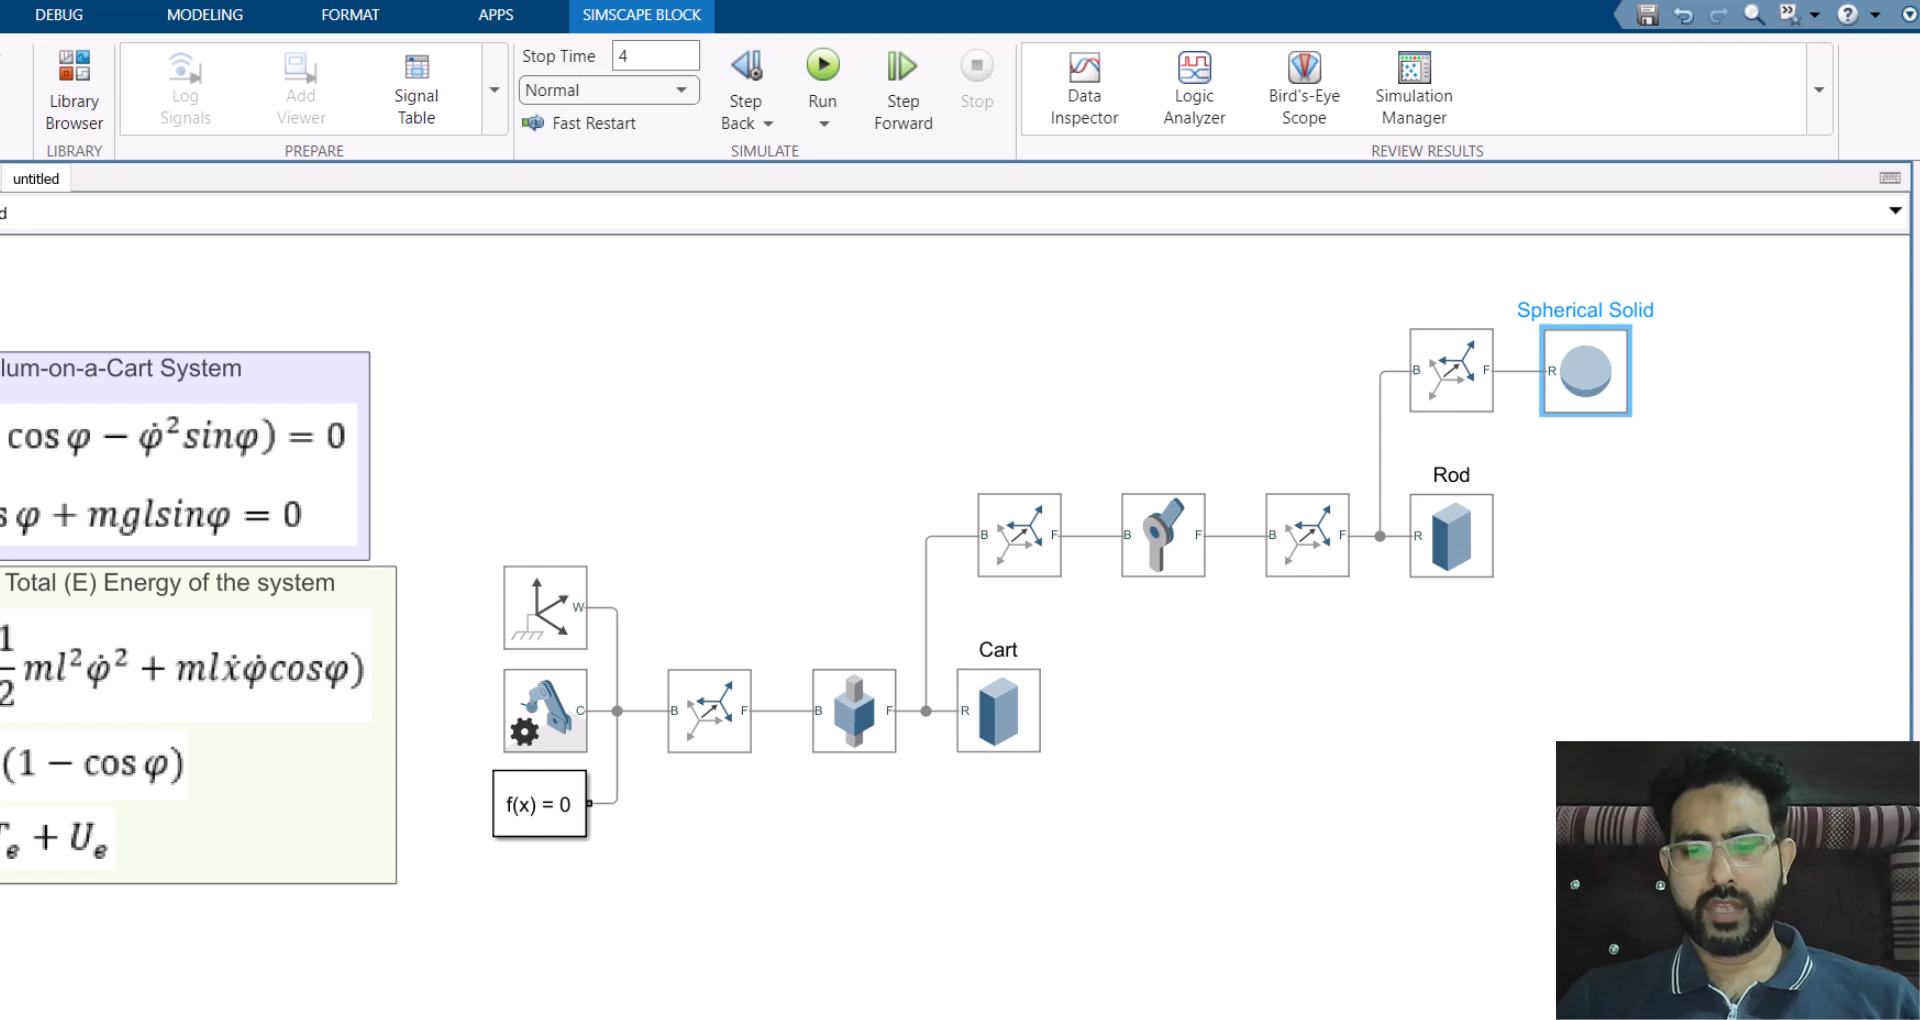 DEBUG MODELING FORMAT APPS SIMSCAPE BLOCK
Library Browser
Log Signals
Add Viewer
Signal Table
Stop Time 4
Normal
Fast Restart
Step Back
Run
Step Forward
Stop
Data Inspector
Logic Analyzer
Bird's-Eye Scope
Simulation Manager
LIBRARY PREPARE SIMULATE REVIEW RESULTS
untitled
d
lum-on-a-Cart System
cos φ − φ̇² sinφ) = 0
s φ + mglsinφ = 0
Total (E) Energy of the system
1/2 ml²φ̇² + mlẋφ̇cosφ)
(1 − cos φ)
Tₑ + Uₑ
Spherical Solid
B F R
Rod
B F B F B F R
W
Cart
C B F B F R
f(x) = 0